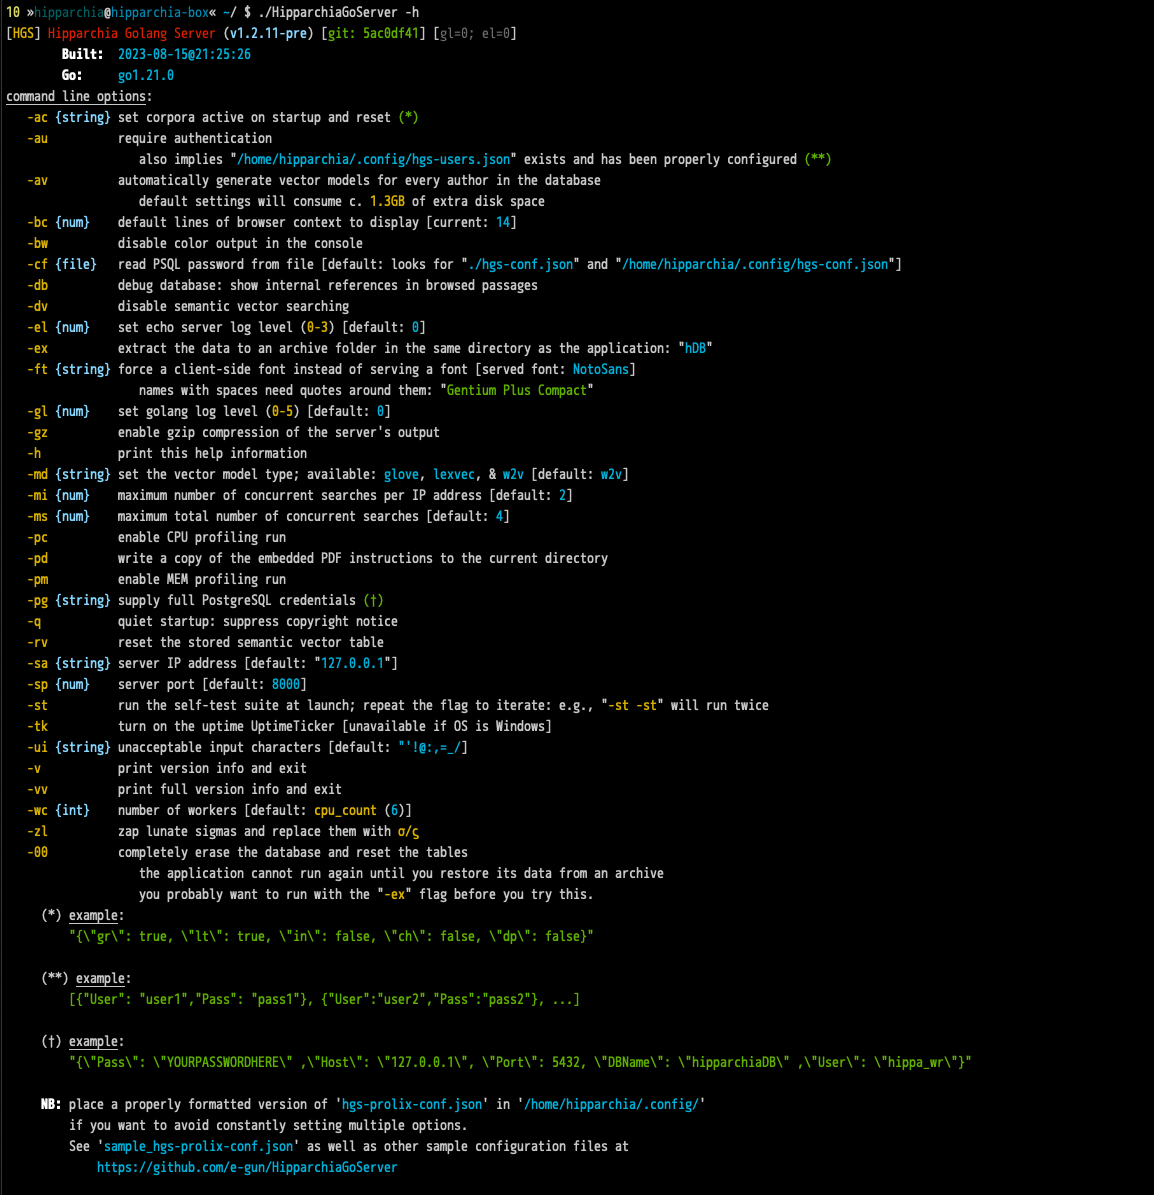 10 »hipparchia@hipparchia-box« ~/ $ ./HipparchiaGoServer -h
[HGS] Hipparchia Golang Server (v1.2.11-pre) [git: 5ac0df41] [gl=0; el=0]
Built: 2023-08-15@21:25:26
Go: go1.21.0
command line options:
-ac {string} set corpora active on startup and reset (*)
-au require authentication
also implies "/home/hipparchia/.config/hgs-users.json" exists and has been properly configured (**)
-av automatically generate vector models for every author in the database
default settings will consume c. 1.3GB of extra disk space
-bc {num} default lines of browser context to display [current: 14]
-bw disable color output in the console
-cf {file} read PSQL password from file [default: looks for "./hgs-conf.json" and "/home/hipparchia/.config/hgs-conf.json"]
-db debug database: show internal references in browsed passages
-dv disable semantic vector searching
-el {num} set echo server log level (0-3) [default: 0]
-ex extract the data to an archive folder in the same directory as the application: "hDB"
-ft {string} force a client-side font instead of serving a font [served font: NotoSans]
names with spaces need quotes around them: "Gentium Plus Compact"
-gl {num} set golang log level (0-5) [default: 0]
-gz enable gzip compression of the server's output
-h print this help information
-md {string} set the vector model type; available: glove, lexvec, & w2v [default: w2v]
-mi {num} maximum number of concurrent searches per IP address [default: 2]
-ms {num} maximum total number of concurrent searches [default: 4]
-pc enable CPU profiling run
-pd write a copy of the embedded PDF instructions to the current directory
-pm enable MEM profiling run
-pg {string} supply full PostgreSQL credentials (†)
-q quiet startup: suppress copyright notice
-rv reset the stored semantic vector table
-sa {string} server IP address [default: "127.0.0.1"]
-sp {num} server port [default: 8000]
-st run the self-test suite at launch; repeat the flag to iterate: e.g., "-st -st" will run twice
-tk turn on the uptime UptimeTicker [unavailable if OS is Windows]
-ui {string} unacceptable input characters [default: "'!@:,=_/]
-v print version info and exit
-vv print full version info and exit
-wc {int} number of workers [default: cpu_count (6)]
-zl zap lunate sigmas and replace them with σ/ς
-00 completely erase the database and reset the tables
the application cannot run again until you restore its data from an archive
you probably want to run with the "-ex" flag before you try this.
(*) example:
"{\"gr\": true, \"lt\": true, \"in\": false, \"ch\": false, \"dp\": false}"
(**) example:
[{"User": "user1","Pass": "pass1"}, {"User":"user2","Pass":"pass2"}, ...]
(†) example:
"{\"Pass\": \"YOURPASSWORDHERE\" ,\"Host\": \"127.0.0.1\", \"Port\": 5432, \"DBName\": \"hipparchiaDB\" ,\"User\": \"hippa_wr\"}"
NB: place a properly formatted version of 'hgs-prolix-conf.json' in '/home/hipparchia/.config/'
if you want to avoid constantly setting multiple options.
See 'sample_hgs-prolix-conf.json' as well as other sample configuration files at
https://github.com/e-gun/HipparchiaGoServer